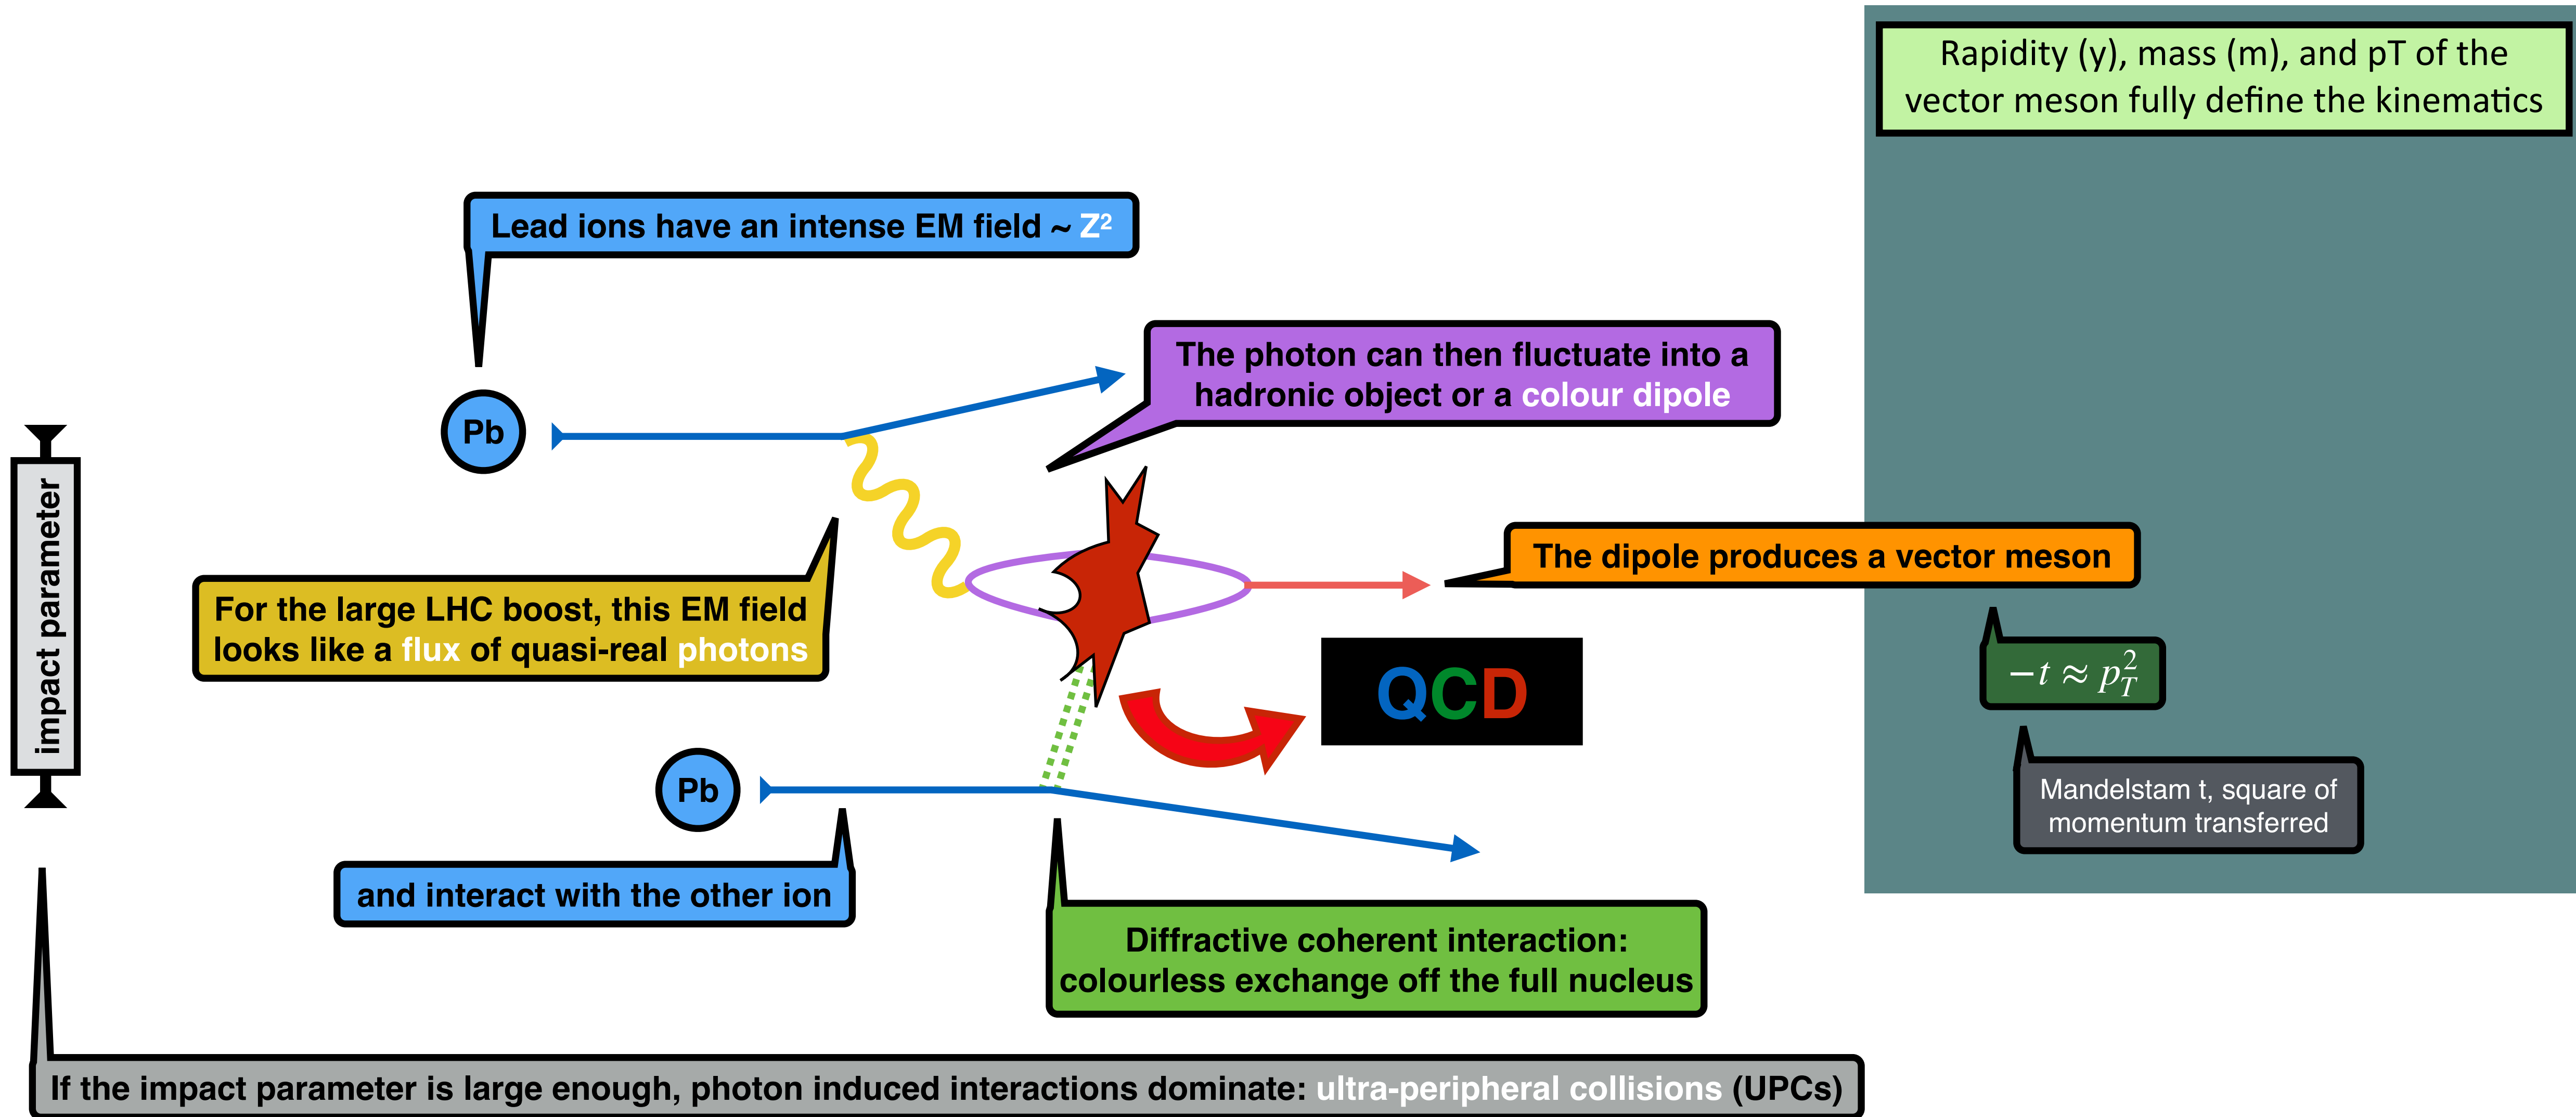 Rapidity (y), mass (m), and pT of the
vector meson fully define the kinematics
Lead ions have an intense EM field ~ Z²
The photon can then fluctuate into a
hadronic object or a colour dipole
Pb
impact parameter
The dipole produces a vector meson
For the large LHC boost, this EM field
looks like a flux of quasi-real photons
QCD
−t ≈ p_T^2
Pb
Mandelstam t, square of
momentum transferred
and interact with the other ion
Diffractive coherent interaction:
colourless exchange off the full nucleus
If the impact parameter is large enough, photon induced interactions dominate: ultra-peripheral collisions (UPCs)